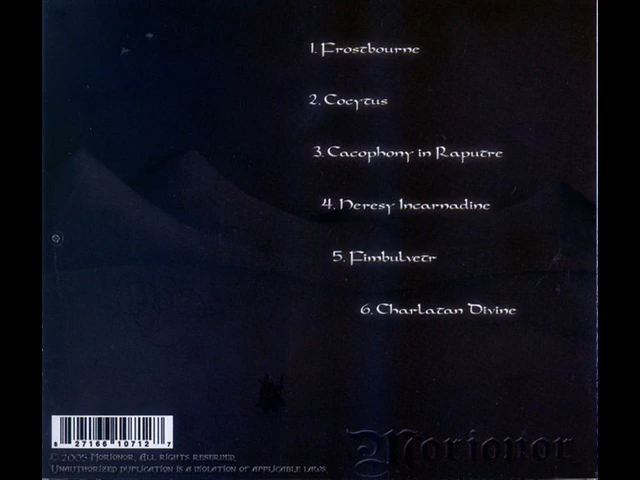 1. Frostbourne
2. Cocytus
3. Cacophony in Raputre
4. Heresy Incarnadine
5. Fimbulvetr
6. Charlatan Divine
8 27166 10712 7
© 2005 Morionor, All rights reserved.
Unauthorized duplication is a violation of applicable laws.
Morionor